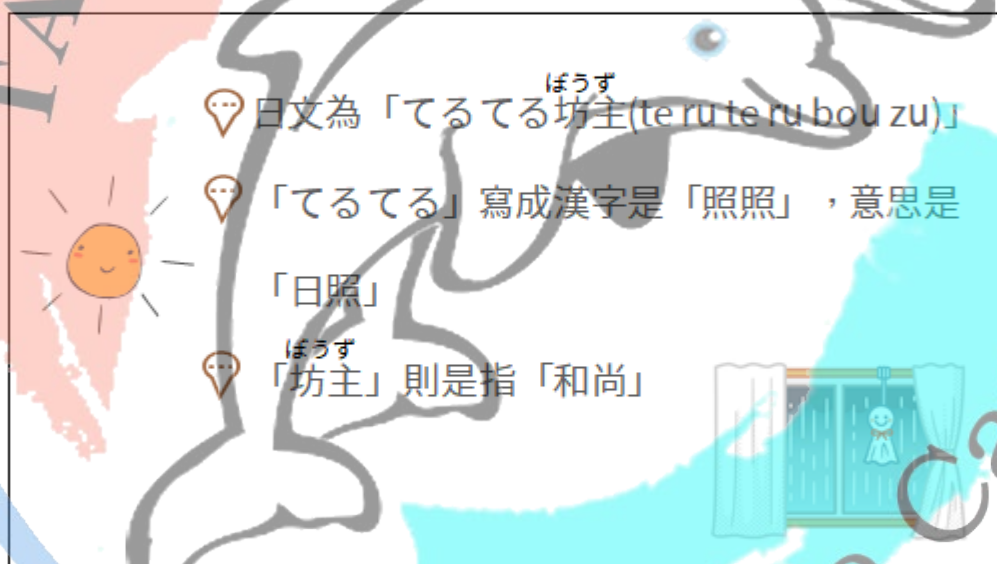 ばうず
日文為「てるてる坊主(te ru te ru bou zu)」
「てるてる」寫成漢字是「照照」，意思是
「日照」
ばうず
「坊主」則是指「和尚」